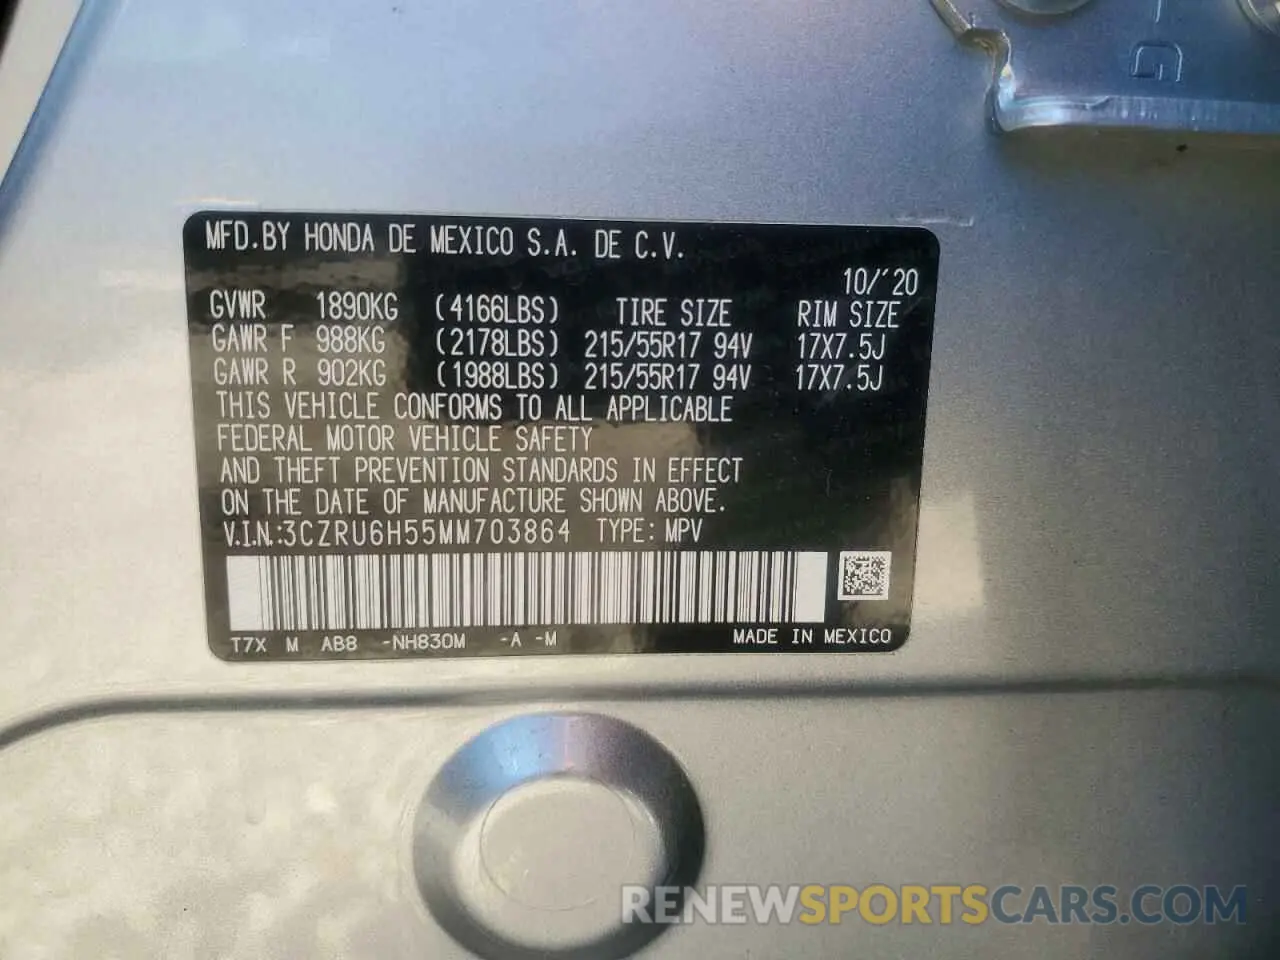 G
MFD.BY HONDA DE MEXICO S.A. DE C.V.
10/'20
GVWR 1890KG (4166LBS) TIRE SIZE RIM SIZE
GAWR F 988KG (2178LBS) 215/55R17 94V 17X7.5J
GAWR R 902KG (1988LBS) 215/55R17 94V 17X7.5J
THIS VEHICLE CONFORMS TO ALL APPLICABLE
FEDERAL MOTOR VEHICLE SAFETY
AND THEFT PREVENTION STANDARDS IN EFFECT
ON THE DATE OF MANUFACTURE SHOWN ABOVE.
V.I.N.:3CZRU6H55MM703864 TYPE: MPV
T7X M AB8 -NH830M -A -M MADE IN MEXICO
RENEWSPORTSCARS.COM